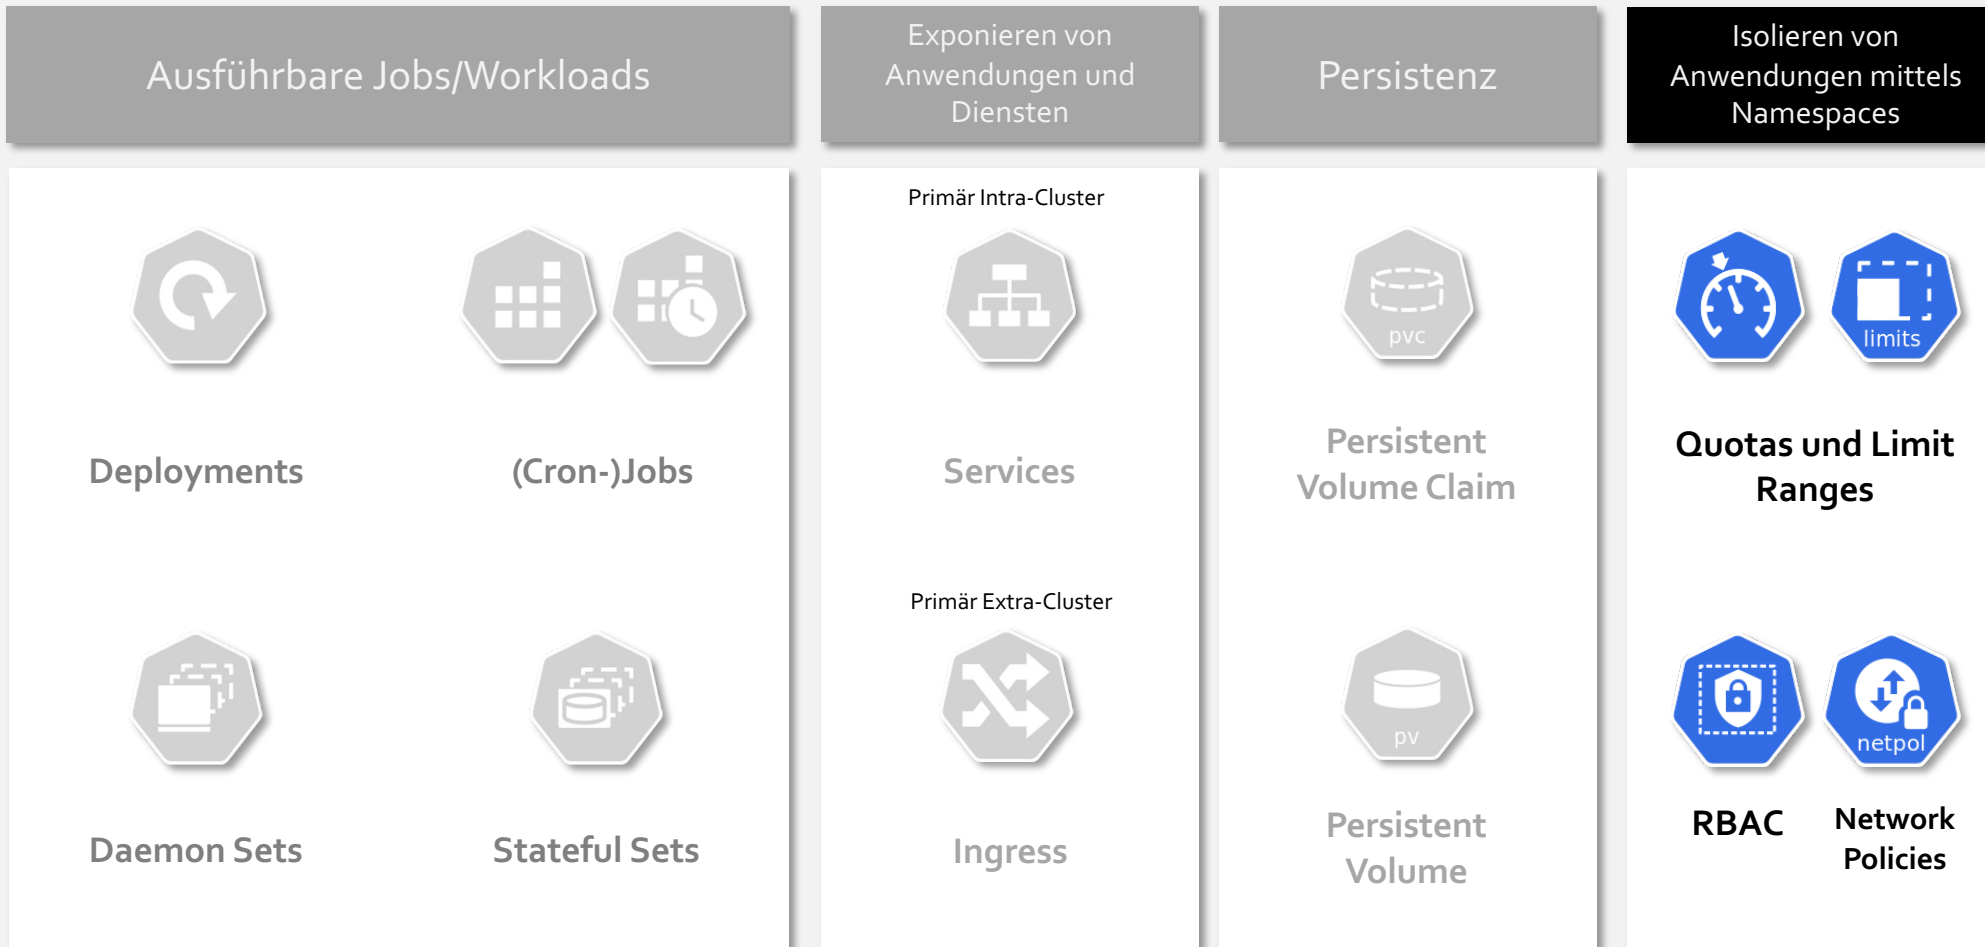 Ausführbare Jobs/Workloads
Exponieren von
Anwendungen und
Diensten
Persistenz
Isolieren von
Anwendungen mittels
Namespaces
Deployments
(Cron-)Jobs
Daemon Sets
Stateful Sets
Primär Intra-Cluster
Services
Primär Extra-Cluster
Ingress
pvc
Persistent
Volume Claim
pv
Persistent
Volume
limits
Quotas und Limit
Ranges
netpol
RBAC
Network
Policies